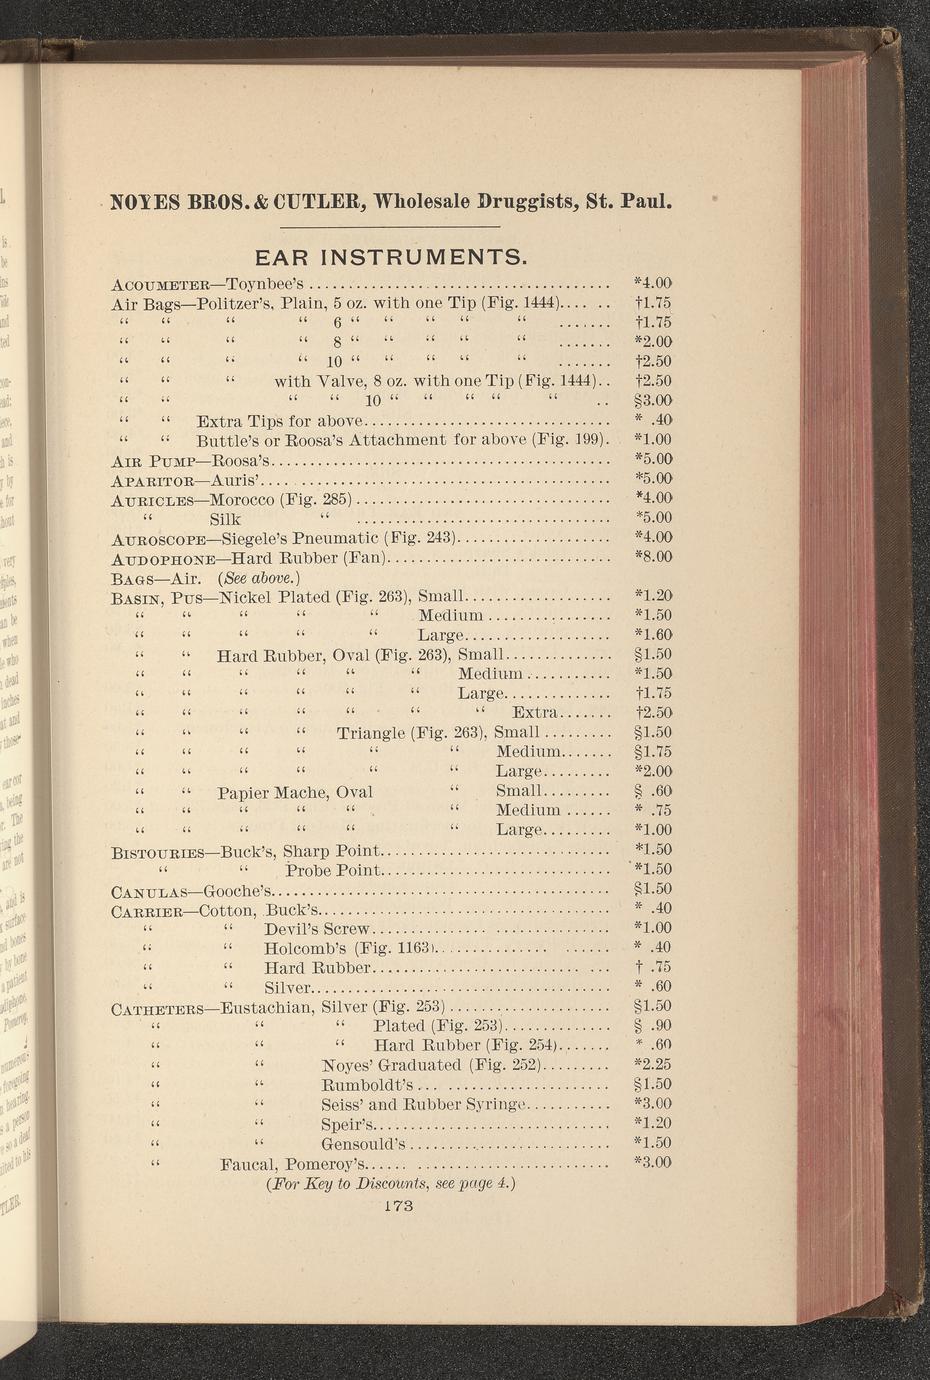 NOYES BROS. & CUTLER, Wholesale Druggists, St. Paul.
EAR INSTRUMENTS.
ACOUMETER—Toynbee's ........................................ *4.00
Air Bags—Politzer's, Plain, 5 oz. with one Tip (Fig. 1444).... .. †1.75
“ “ “ “ 6 “ “ “ “ “ ....... †1.75
“ “ “ “ 8 “ “ “ “ “ ....... *2.00
“ “ “ “ 10 “ “ “ “ “ ....... †2.50
“ “ “ with Valve, 8 oz. with one Tip (Fig. 1444).. †2.50
“ “ “ “ 10 “ “ “ “ “ .. §3.00
“ “ Extra Tips for above............................... * .40
“ “ Buttle's or Roosa's Attachment for above (Fig. 199). *1.00
AIR PUMP—Roosa's........................................... *5.00
APARITOR—Auris'.... ....................................... *5.00
AURICLES—Morocco (Fig. 285) ................................ *4.00
“ Silk “ ................................ *5.00
AUROSCOPE—Siegele's Pneumatic (Fig. 243)................... *4.00
AUDOPHONE—Hard Rubber (Fan)............................ *8.00
BAGS—Air. (See above.)
BASIN, PUS—Nickel Plated (Fig. 263), Small.................. *1.20
“ “ “ “ “ Medium ................ *1.50
“ “ “ “ “ Large................... *1.60
“ “ Hard Rubber, Oval (Fig. 263), Small.............. §1.50
“ “ “ “ “ “ Medium ........... *1.50
“ “ “ “ “ “ Large.............. †1.75
“ “ “ “ “ “ “ Extra....... †2.50
“ “ “ “ Triangle (Fig. 263), Small ......... §1.50
“ “ “ “ “ “ Medium....... §1.75
“ “ “ “ “ “ Large......... *2.00
“ “ Papier Mache, Oval “ Small......... § .60
“ “ “ “ “ “ Medium ...... * .75
“ “ “ “ “ “ Large......... *1.00
BISTOURIES—Buck's, Sharp Point............................. *1.50
“ “ Probe Point............................. *1.50
CANULAS—Gooche's........................................... §1.50
CARRIER—Cotton, Buck's..................................... * .40
“ “ Devil's Screw............... .............. *1.00
“ “ Holcomb's (Fig. 1163)............... ...... * .40
“ “ Hard Rubber.......................... ... † .75
“ “ Silver...................................... * .60
CATHETERS—Eustachian, Silver (Fig. 253) ..................... §1.50
“ “ “ Plated (Fig. 253).............. § .90
“ “ “ Hard Rubber (Fig. 254)....... * .60
“ “ Noyes' Graduated (Fig. 252)......... *2.25
“ “ Rumboldt's ... ..................... §1.50
“ “ Seiss' and Rubber Syringe........... *3.00
“ “ Speir's.............................. *1.20
“ “ Gensould's ......................... *1.50
“ Faucal, Pomeroy's...... ......................... *3.00
(For Key to Discounts, see page 4.)
173